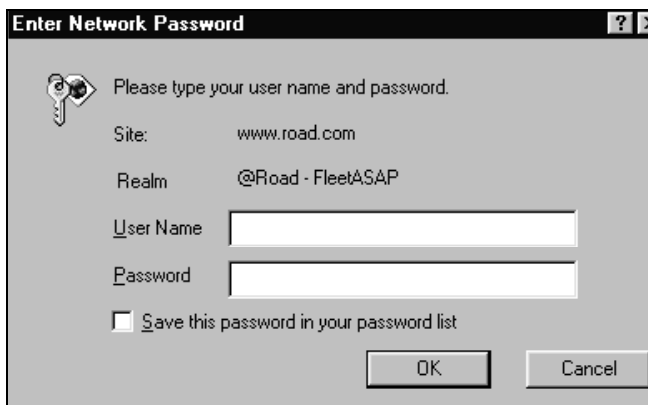 Enter Network Password
?
Please type your user name and password.
Site: www.road.com
Realm @Road - FleetASAP
User Name
Password
Save this password in your password list
OK Cancel